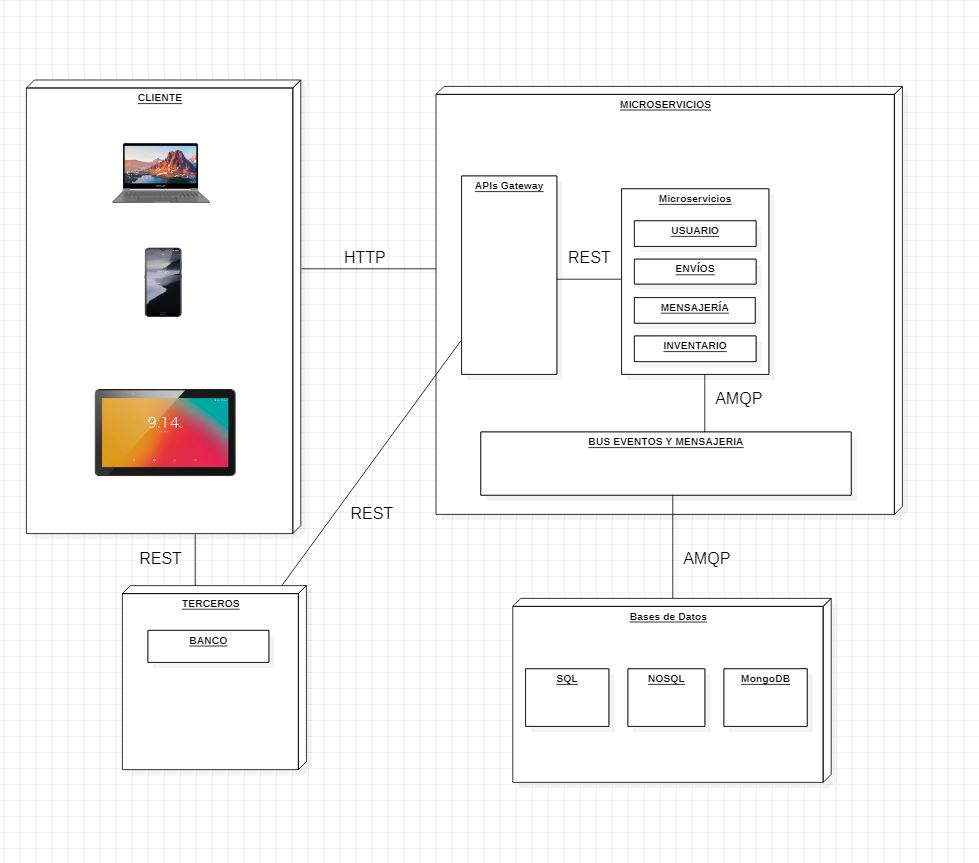 CLIENTE
9:14
HTTP
MICROSERVICIOS
APIs Gateway
REST
Microservicios
USUARIO
ENVÍOS
MENSAJERÍA
INVENTARIO
AMQP
BUS EVENTOS Y MENSAJERIA
REST
REST
AMQP
TERCEROS
BANCO
Bases de Datos
SQL
NOSQL
MongoDB